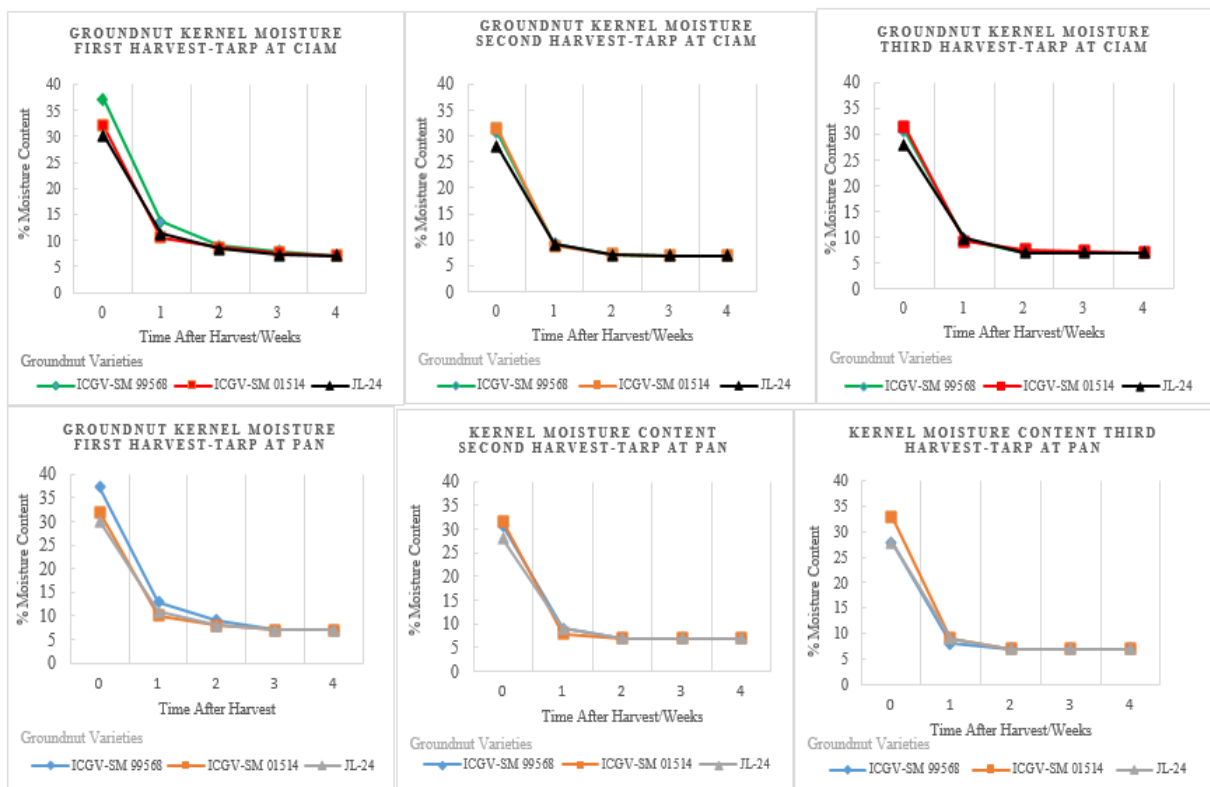 GROUNDNUT KERNEL MOISTURE
FIRST HARVEST-TARP AT CIAM
% Moisture Content
40
35
30
25
20
15
10
5
0
0 1 2 3 4
Time After Harvest/Weeks
Groundnut Varieties
ICGV-SM 99568 ICGV-SM 01514 JL-24
GROUNDNUT KERNEL MOISTURE
SECOND HARVEST-TARP AT CIAM
% Moisture Content
40
35
30
25
20
15
10
5
0
0 1 2 3 4
Time After Harvest/Weeks
Groundnut Varieties
ICGV-SM 99568 ICGV-SM 01514 JL-24
GROUNDNUT KERNEL MOISTURE
THIRD HARVEST-TARP AT CIAM
% Moisture Content
40
35
30
25
20
15
10
5
0
0 1 2 3 4
Time After Harvest/Weeks
Groundnut Varieties
ICGV-SM 99568 ICGV-SM 01514 JL-24
GROUNDNUT KERNEL MOISTURE
FIRST HARVEST-TARP AT PAN
% Moisture Content
40
35
30
25
20
15
10
5
0
0 1 2 3 4
Time After Harvest
Groundnut Varieties
ICGV-SM 99568 ICGV-SM 01514 JL-24
KERNEL MOISTURE CONTENT
SECOND HARVEST-TARP AT PAN
% Moisture Content
40
35
30
25
20
15
10
5
0
0 1 2 3 4
Time After Harvest/Weeks
Groundnut Varieties
ICGV-SM 99568 ICGV-SM 01514 JL-24
KERNEL MOISTURE CONTENT THIRD
HARVEST-TARP AT PAN
% Moisture Content
40
35
30
25
20
15
10
5
0
0 1 2 3 4
Time After Harvest/Weeks
Groundnut Varieties
ICGV-SM 99568 ICGV-SM 01514 JL-24